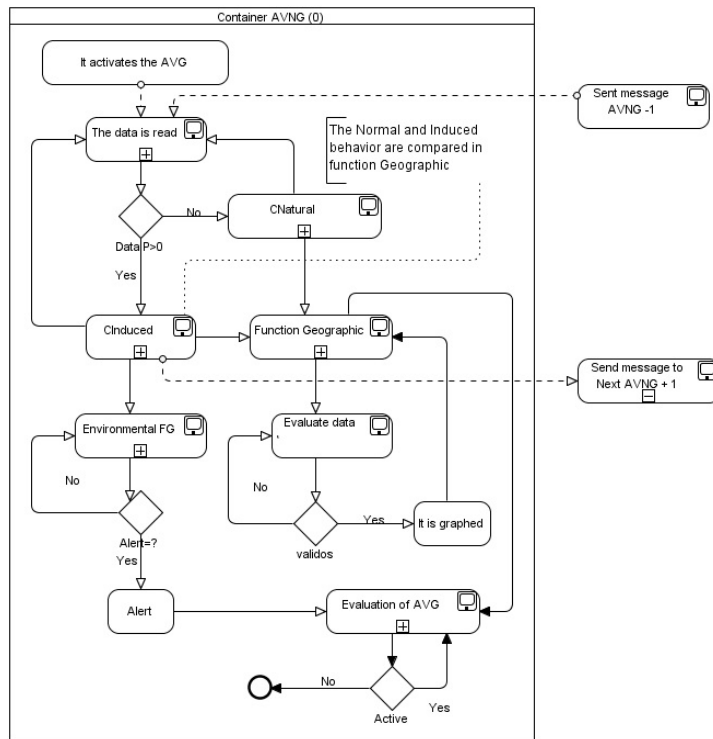 Container AVNG (0)
It activates the AVG
Sent message
AVNG -1
The data is read
The Normal and Induced
behavior are compared in
function Geographic
No
CNatural
Data P>0
Yes
CInduced
Function Geographic
Send message to
Next AVNG + 1
Environmental FG
Evaluate data
No
No
Yes
It is graphed
Alert=?
validos
Yes
Alert
Evaluation of AVG
No
Yes
Active